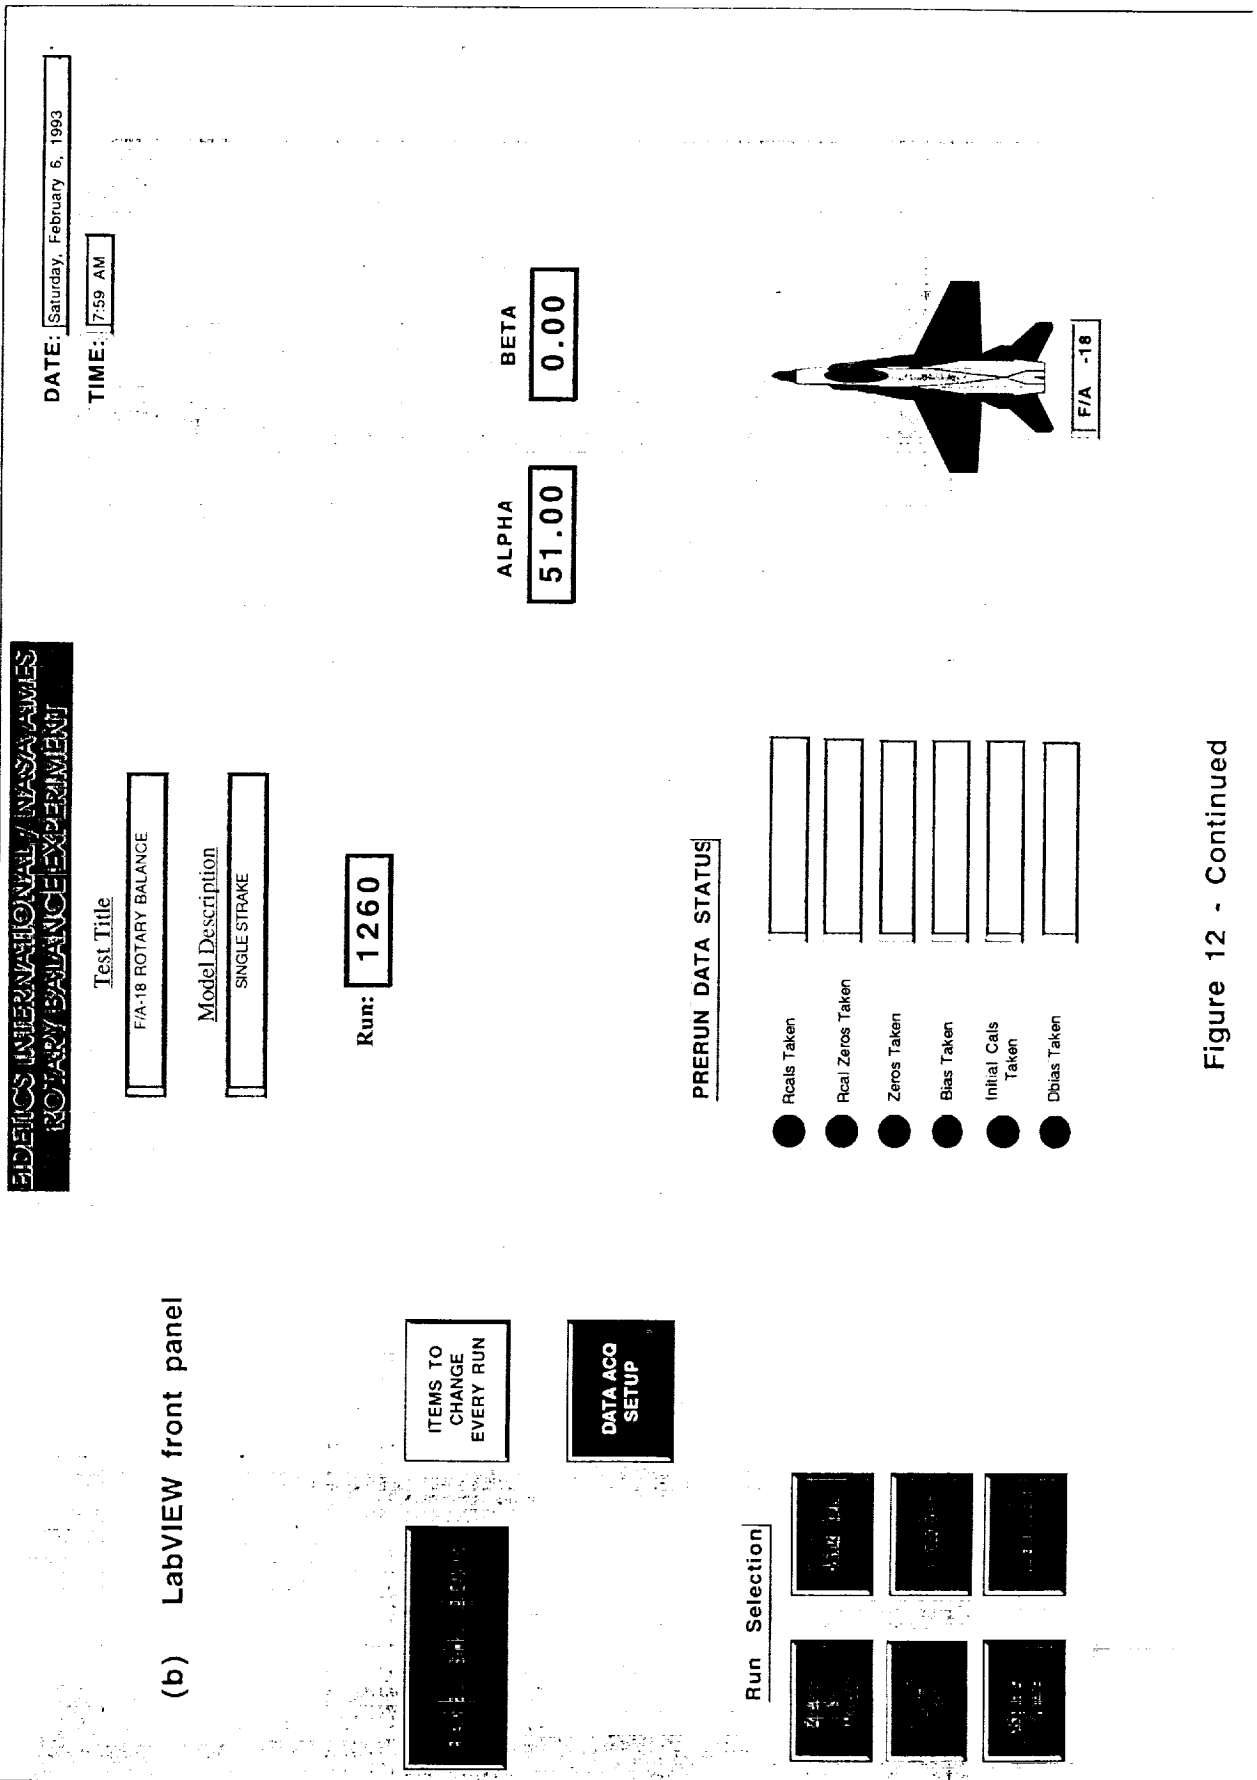 (b) LabVIEW front panel
EIDETICS INTERNATIONAL / NASA AMES
ROTARY BALANCE EXPERIMENT
DATE: Saturday, February 6, 1993
TIME: 7:59 AM
Test Title
F/A-18 ROTARY BALANCE
Model Description
SINGLE STRAKE
Run: 1260
ITEMS TO
CHANGE
EVERY RUN
DATA ACQ
SETUP
ALPHA
51.00
BETA
0.00
Run Selection
PRERUN DATA STATUS
Rcals Taken
Rcal Zeros Taken
Zeros Taken
Bias Taken
Initial Cals
Taken
Dbias Taken
F/A -18
Figure 12 - Continued